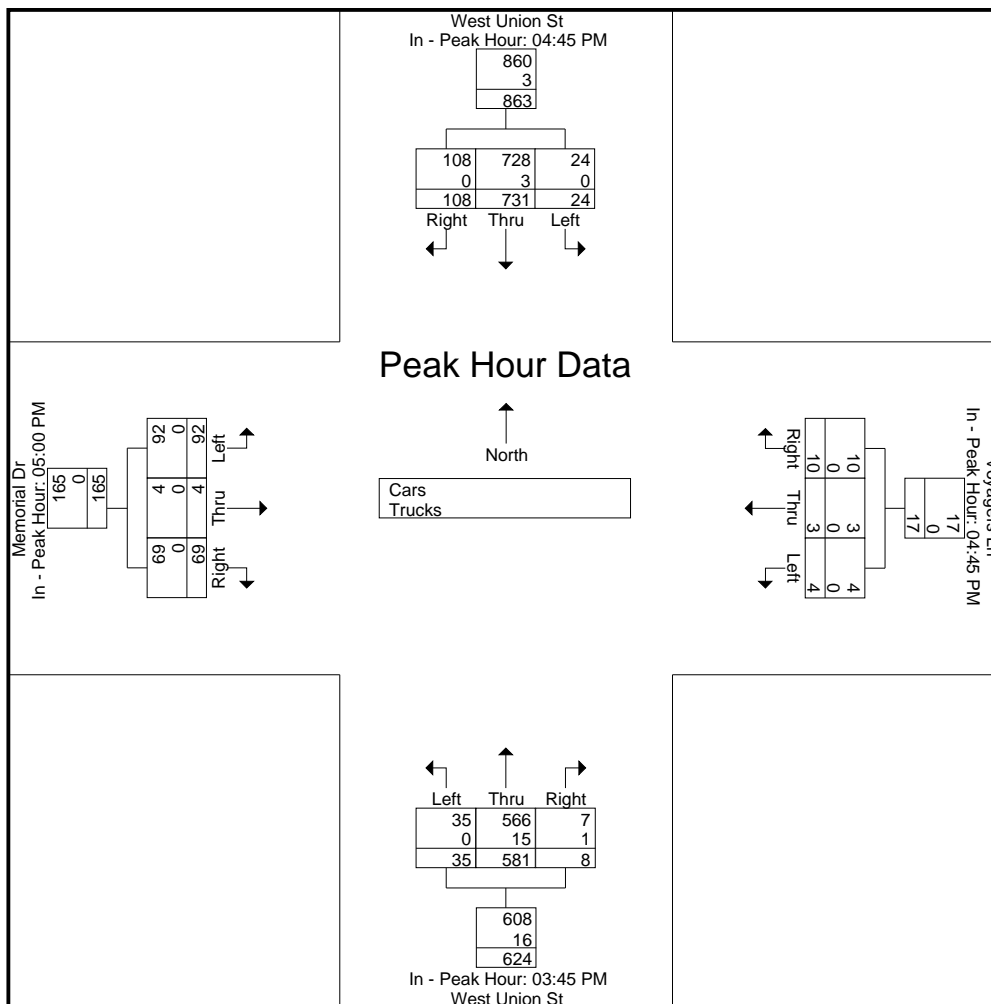 West Union St
In - Peak Hour: 04:45 PM
860
3
863
108 728 24
0 3 0
108 731 24
Right Thru Left
Peak Hour Data
North
Cars
Trucks
Memorial Dr
In - Peak Hour: 05:00 PM
165
0
165
92 4 69
0 0 0
92 4 69
Left Thru Right
In - Peak Hour: 04:45 PM
17
0
17
10 3 4
0 0 0
10 3 4
Right Thru Left
Left Thru Right
35 566 7
0 15 1
35 581 8
608
16
624
In - Peak Hour: 03:45 PM
West Union St